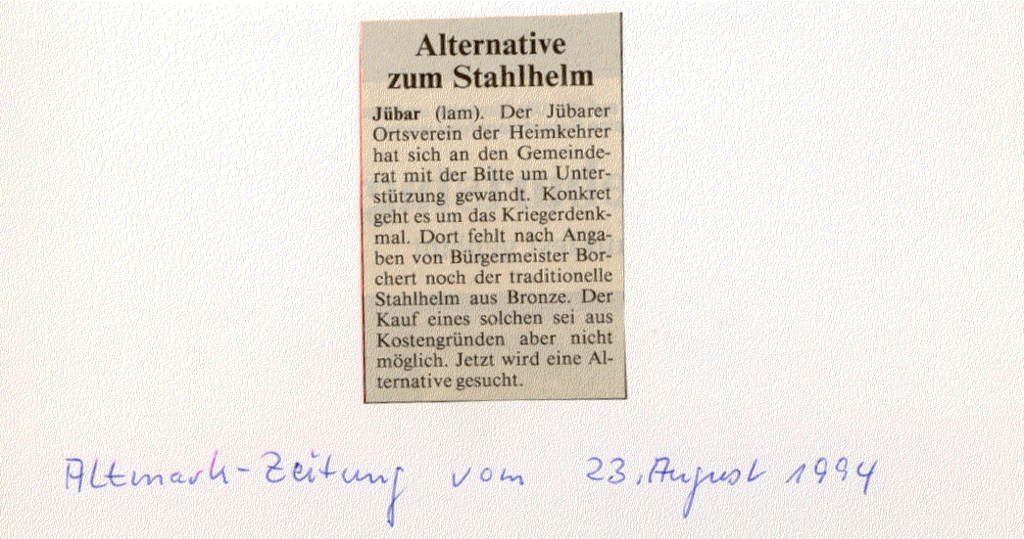 Alternative
zum Stahlhelm
Jübar (lam). Der Jübarer
Ortsverein der Heimkehrer
hat sich an den Gemeinde-
rat mit der Bitte um Unter-
stützung gewandt. Konkret
geht es um das Kriegerdenk-
mal. Dort fehlt nach Anga-
ben von Bürgermeister Bor-
chert noch der traditionelle
Stahlhelm aus Bronze. Der
Kauf eines solchen sei aus
Kostengründen aber nicht
möglich. Jetzt wird eine Al-
ternative gesucht.
Altmark-Zeitung vom 23. August 1994